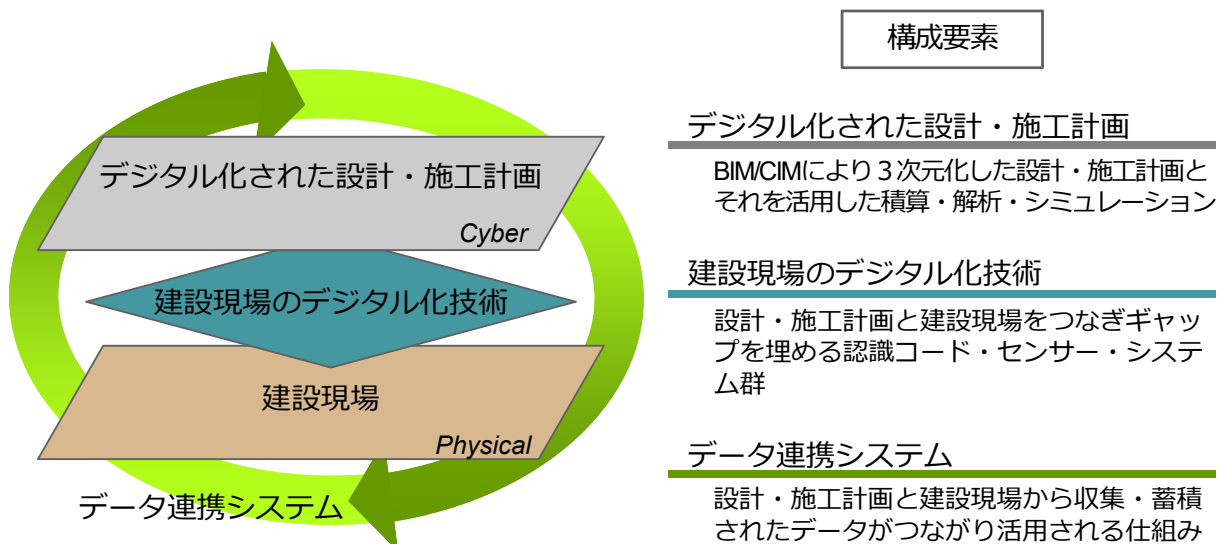 構成要素
デジタル化された設計・施工計画
Cyber
建設現場のデジタル化技術
建設現場
Physical
データ連携システム
デジタル化された設計・施工計画
BIM/CIMにより３次元化した設計・施工計画と
それを活用した積算・解析・シミュレーション
建設現場のデジタル化技術
設計・施工計画と建設現場をつなぎギャッ
プを埋める認識コード・センサー・システ
ム群
データ連携システム
設計・施工計画と建設現場から収集・蓄積
されたデータがつながり活用される仕組み